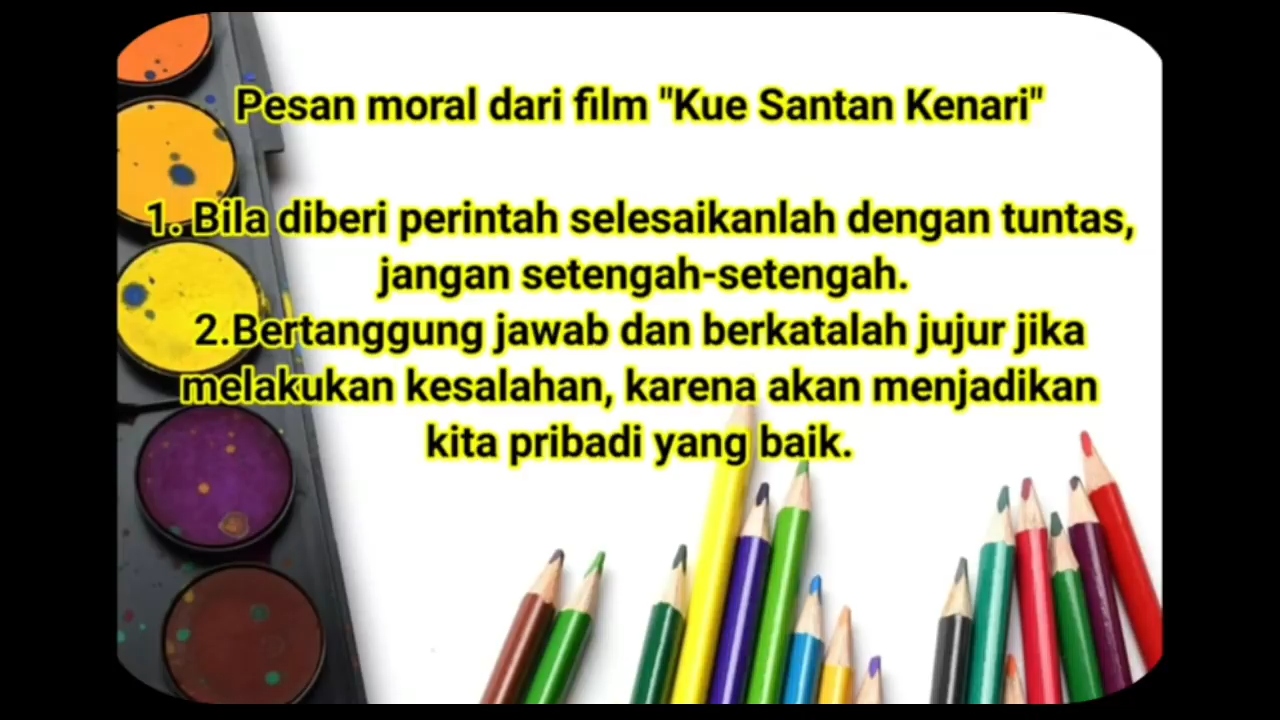 Pesan moral dari film "Kue Santan Kenari"
1. Bila diberi perintah selesaikanlah dengan tuntas,
jangan setengah-setengah.
2.Bertanggung jawab dan berkatalah jujur jika
melakukan kesalahan, karena akan menjadikan
kita pribadi yang baik.